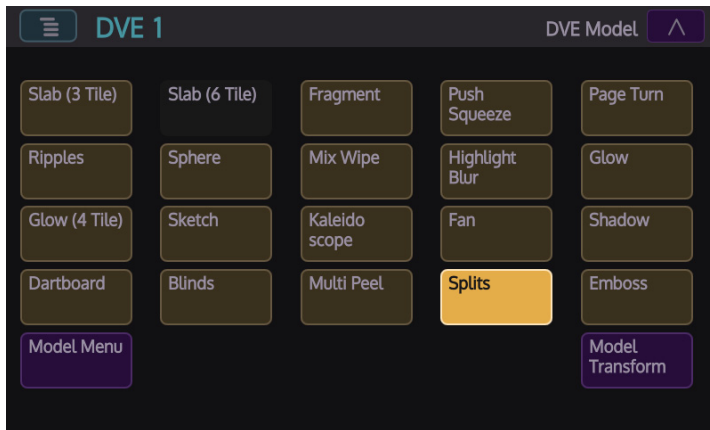 DVE 1
DVE Model
Slab (3 Tile)
Slab (6 Tile)
Fragment
Push
Squeeze
Page Turn
Ripples
Sphere
Mix Wipe
Highlight
Blur
Glow
Glow (4 Tile)
Sketch
Kaleido
scope
Fan
Shadow
Dartboard
Blinds
Multi Peel
Splits
Emboss
Model Menu
Model
Transform